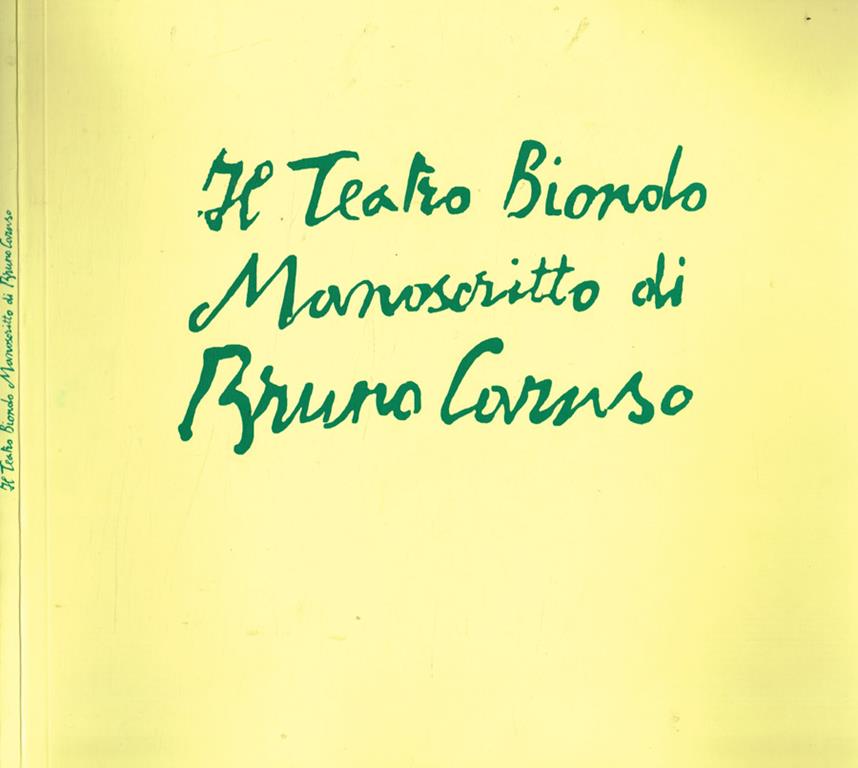 Il Teatro Biondo
Manoscritto di
Bruno Caruso
Il Teatro Biondo Manoscritto di Bruno Caruso